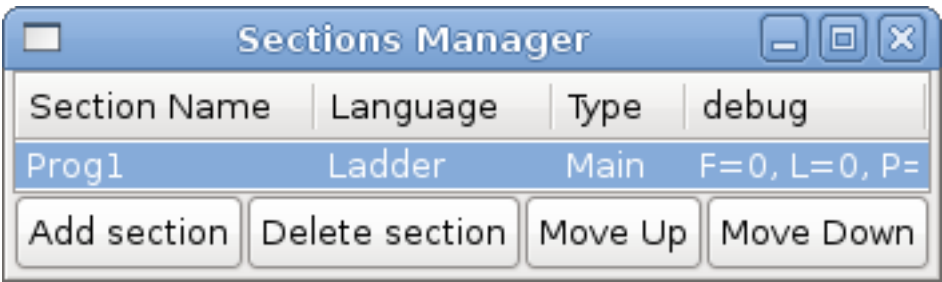 Sections Manager
Section Name Language Type debug
Prog1 Ladder Main F=0, L=0, P=
Add section Delete section Move Up Move Down